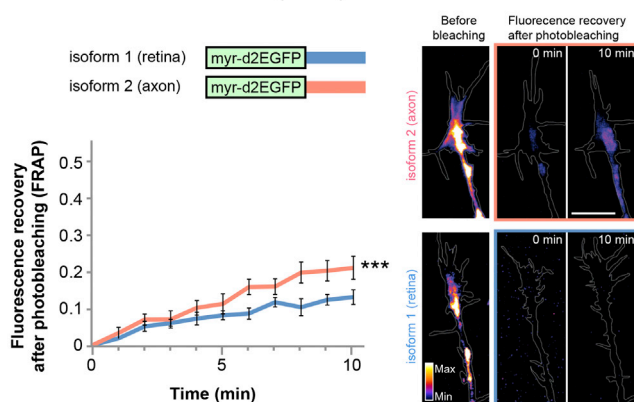 isoform 1 (retina)
myr-d2EGFP
isoform 2 (axon)
myr-d2EGFP
Fluorescence recovery
after photobleaching (FRAP)
0.5
0.4
0.3
0.2
0.1
0
0
5
10
Time (min)
***
Before
bleaching
Fluorecence recovery
after photobleaching
isoform 2 (axon)
0 min
10 min
isoform 1 (retina)
0 min
10 min
Max
Min